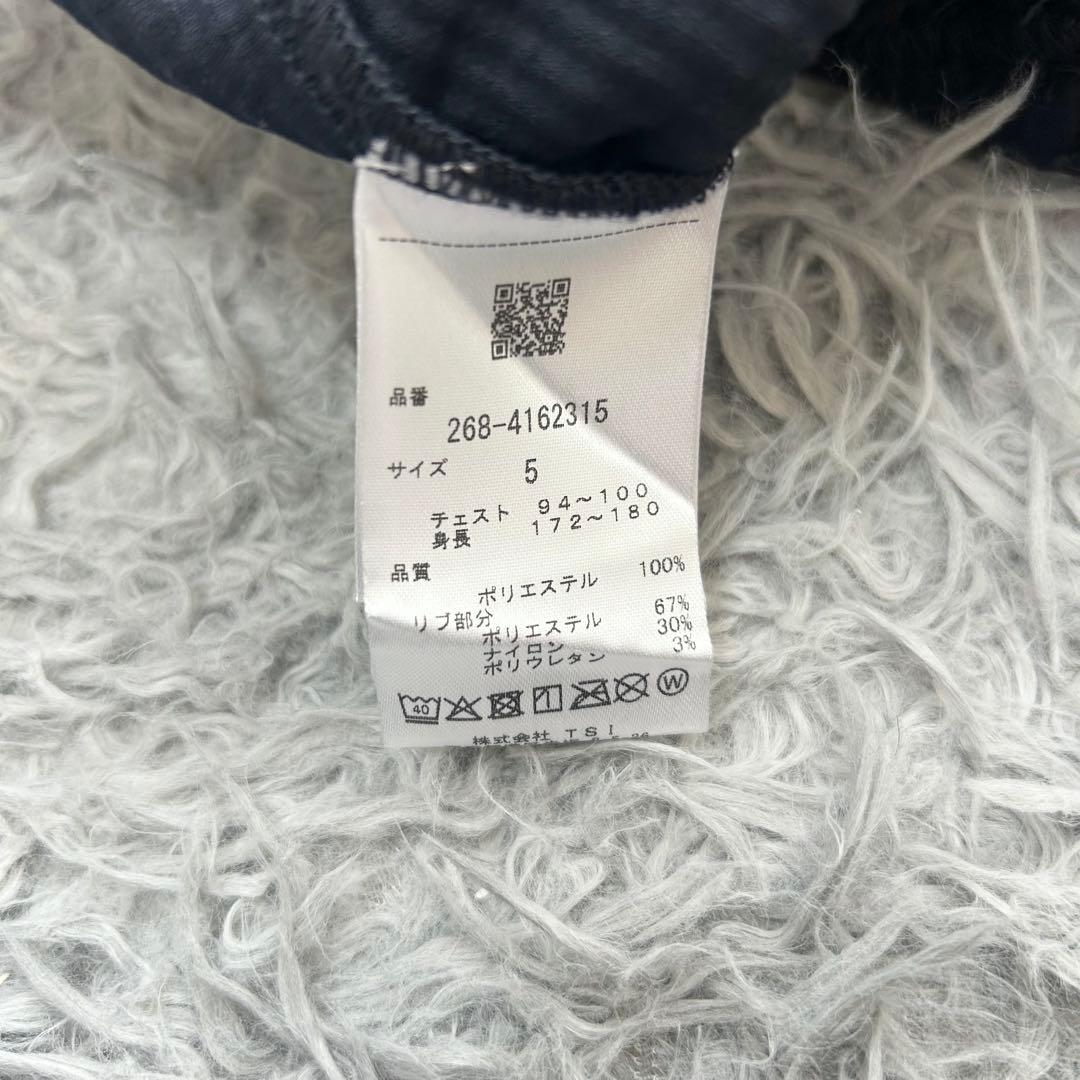 品番
268-4162315
サイズ 5
チェスト 94～100
身長 172～180
品質
ポリエステル 100%
リブ部分
ポリエステル 67%
ナイロン 30%
ポリウレタン 3%
40 W
株式会社 TSI